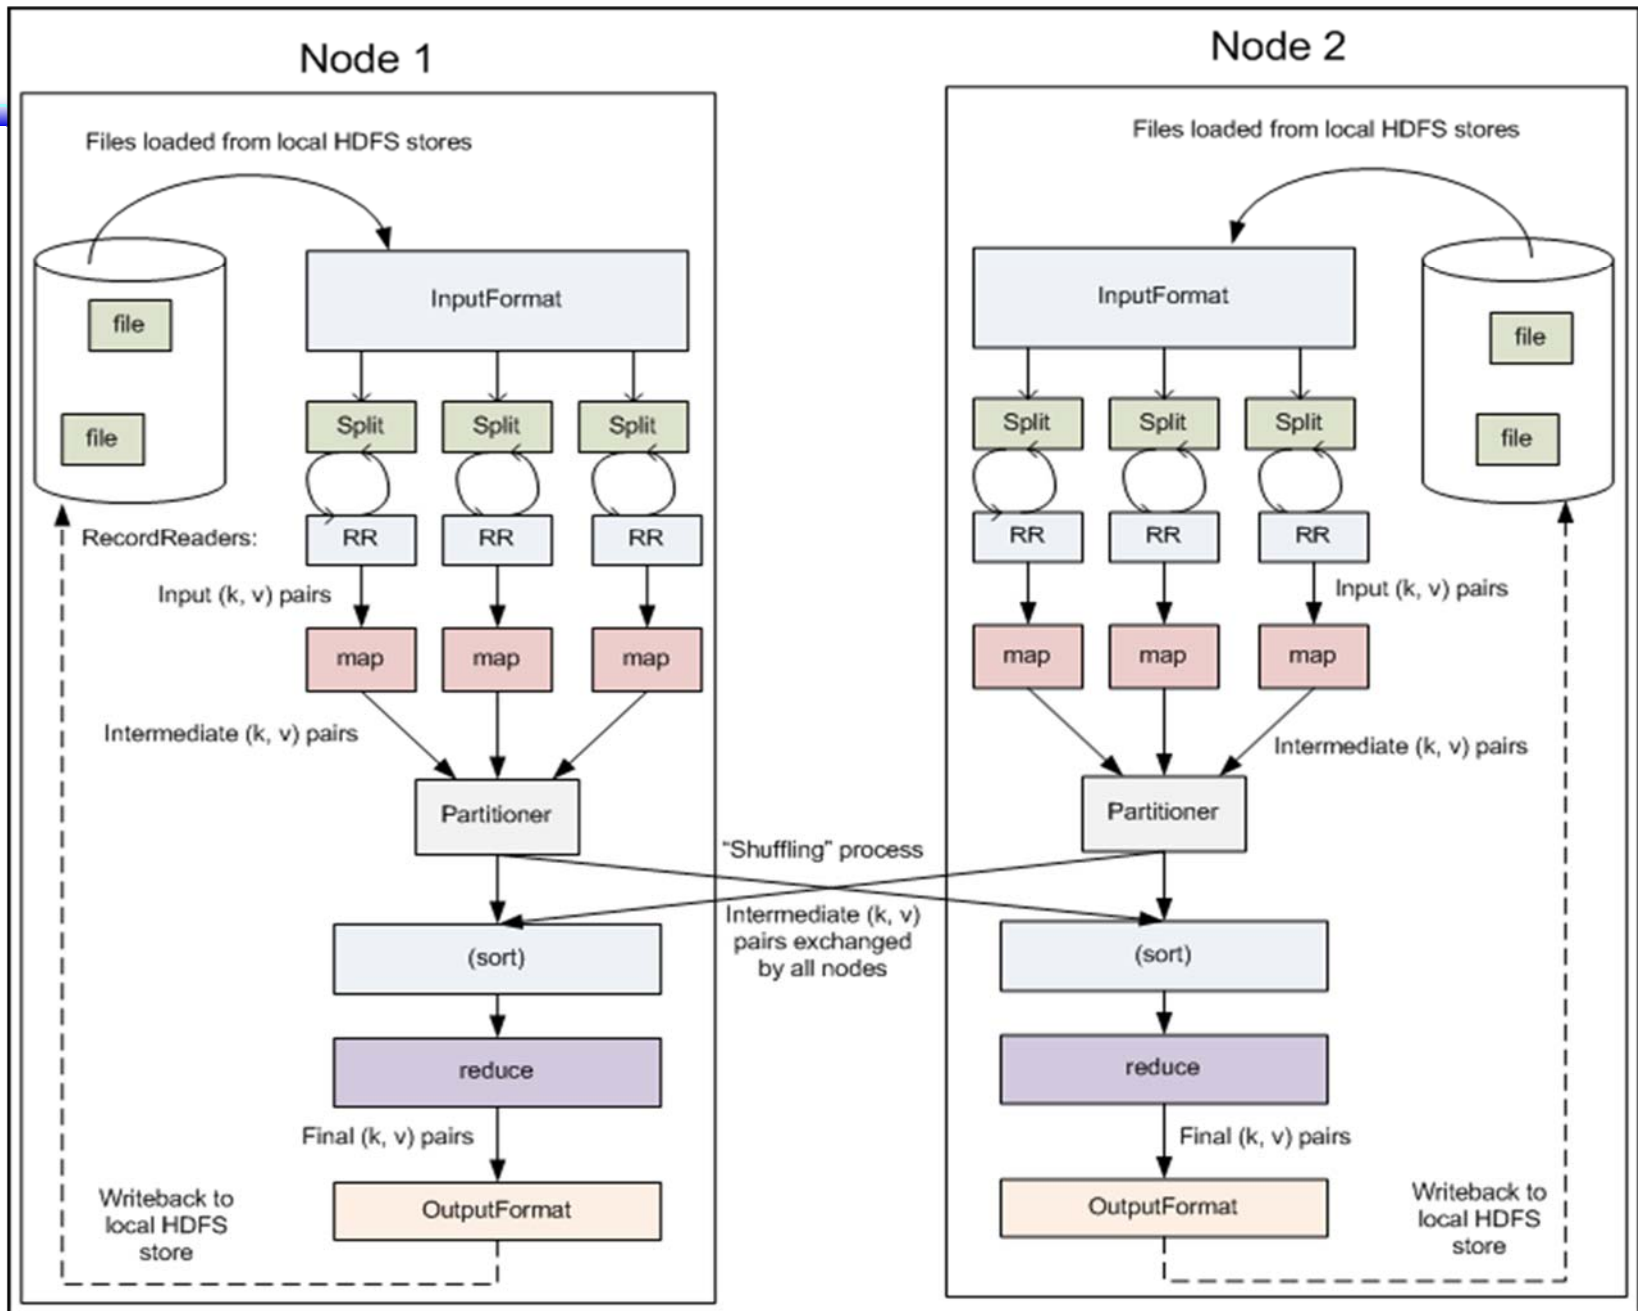 Node 1
Files loaded from local HDFS stores
InputFormat
file
file
Split
Split
Split
RecordReaders:
RR
RR
RR
Input (k, v) pairs
map
map
map
Intermediate (k, v) pairs
Partitioner
"Shuffling" process
Intermediate (k, v)
pairs exchanged
by all nodes
(sort)
reduce
Final (k, v) pairs
OutputFormat
Writeback to
local HDFS
store
Node 2
Files loaded from local HDFS stores
InputFormat
file
file
Split
Split
Split
RR
RR
RR
Input (k, v) pairs
map
map
map
Intermediate (k, v) pairs
Partitioner
(sort)
reduce
Final (k, v) pairs
OutputFormat
Writeback to
local HDFS
store